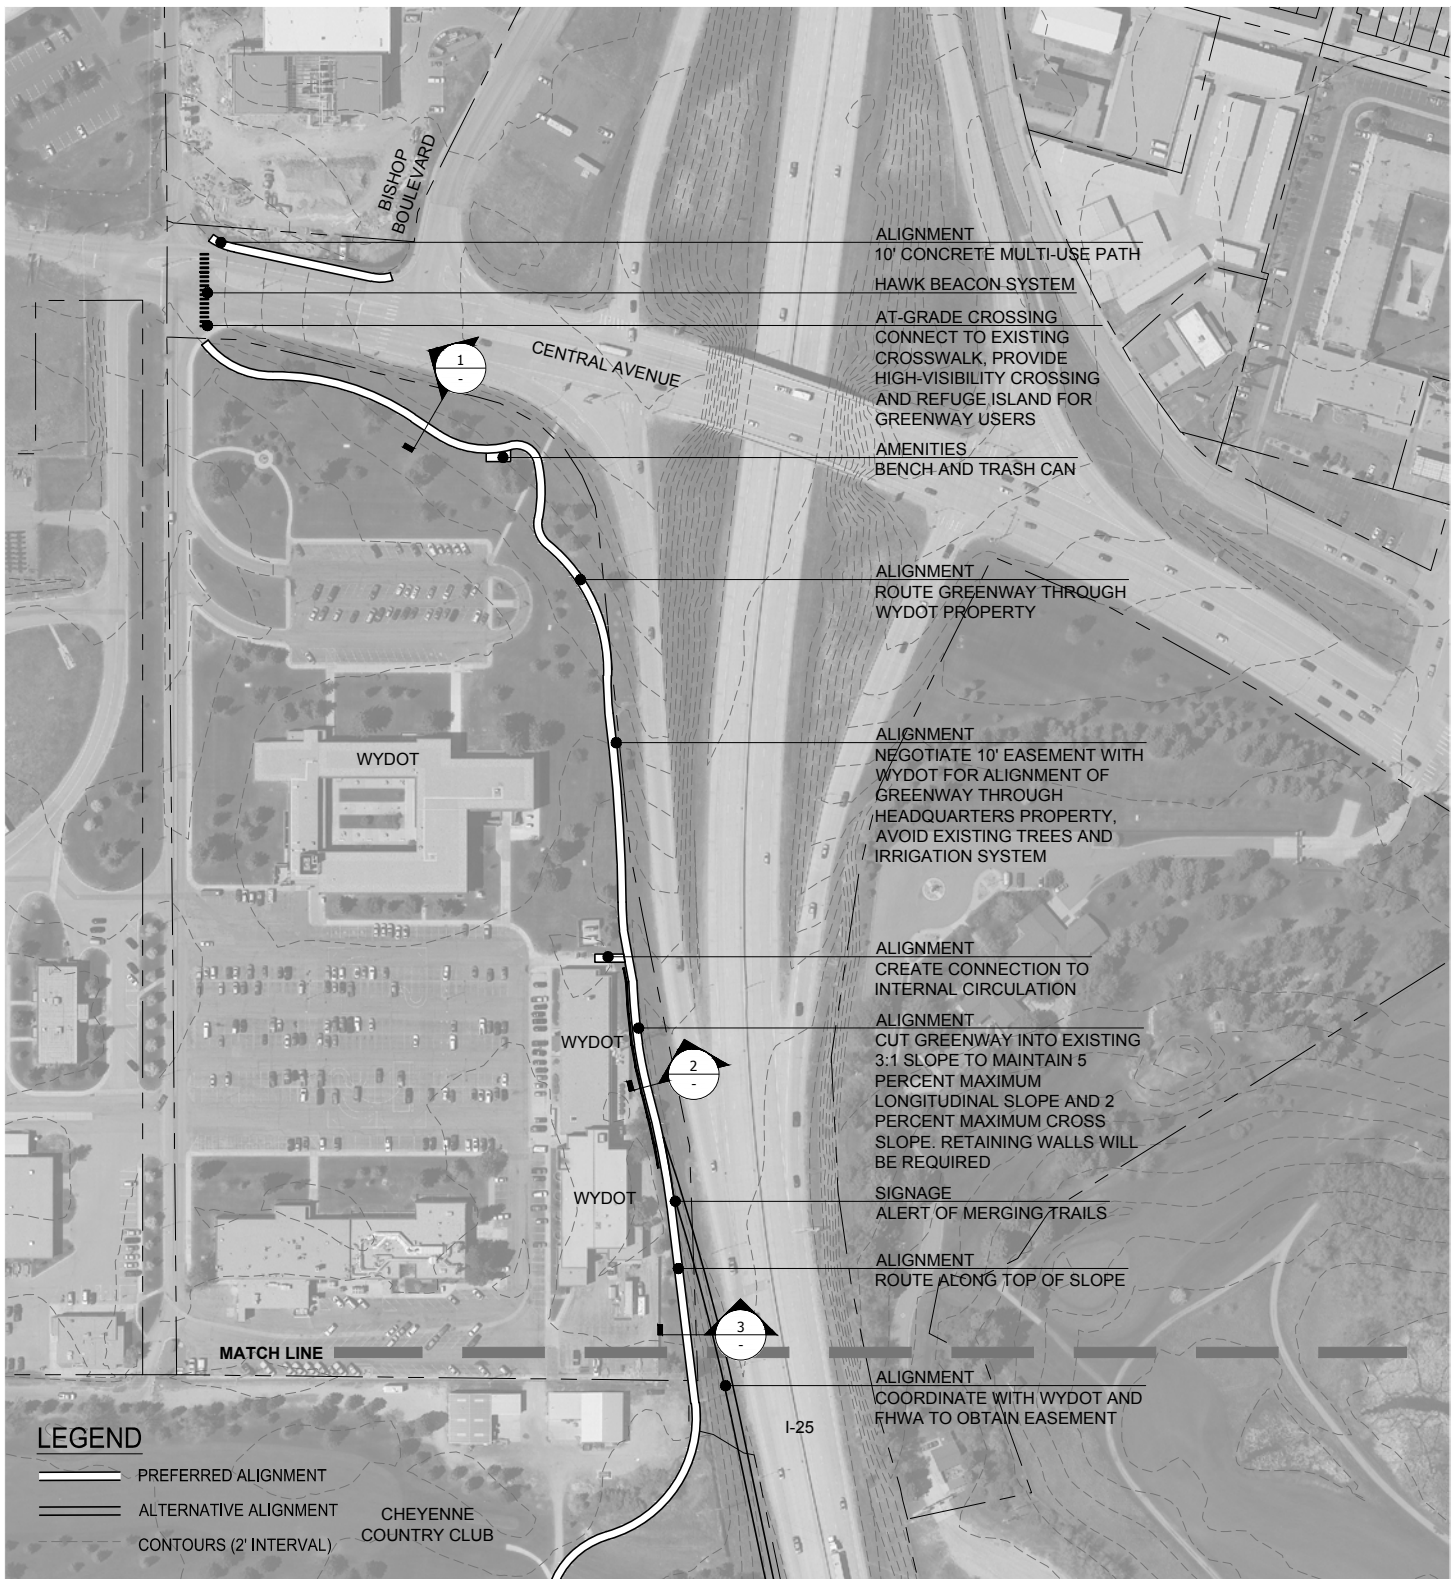 BISHOP
BOULEVARD
ALIGNMENT
10' CONCRETE MULTI-USE PATH
HAWK BEACON SYSTEM
AT-GRADE CROSSING
CONNECT TO EXISTING
CROSSWALK, PROVIDE
HIGH-VISIBILITY CROSSING
AND REFUGE ISLAND FOR
GREENWAY USERS
1
-
CENTRAL AVENUE
AMENITIES
BENCH AND TRASH CAN
ALIGNMENT
ROUTE GREENWAY THROUGH
WYDOT PROPERTY
WYDOT
ALIGNMENT
NEGOTIATE 10' EASEMENT WITH
WYDOT FOR ALIGNMENT OF
GREENWAY THROUGH
HEADQUARTERS PROPERTY,
AVOID EXISTING TREES AND
IRRIGATION SYSTEM
ALIGNMENT
CREATE CONNECTION TO
INTERNAL CIRCULATION
WYDOT
ALIGNMENT
CUT GREENWAY INTO EXISTING
3:1 SLOPE TO MAINTAIN 5
PERCENT MAXIMUM
LONGITUDINAL SLOPE AND 2
PERCENT MAXIMUM CROSS
SLOPE. RETAINING WALLS WILL
BE REQUIRED
2
-
WYDOT
SIGNAGE
ALERT OF MERGING TRAILS
ALIGNMENT
ROUTE ALONG TOP OF SLOPE
3
-
MATCH LINE
ALIGNMENT
COORDINATE WITH WYDOT AND
FHWA TO OBTAIN EASEMENT
I-25
LEGEND
PREFERRED ALIGNMENT
ALTERNATIVE ALIGNMENT
CONTOURS (2' INTERVAL)
CHEYENNE
COUNTRY CLUB